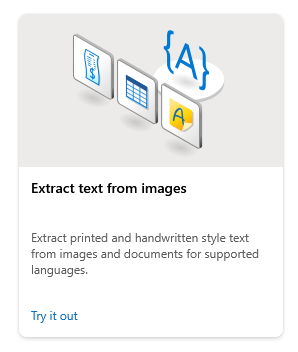 {A}
A
Extract text from images
Extract printed and handwritten style text
from images and documents for supported
languages.
Try it out